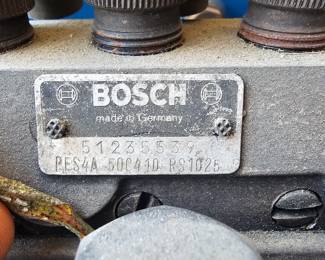 BOSCH
made in Germany
51235539
PES4A 50C410 RS1025